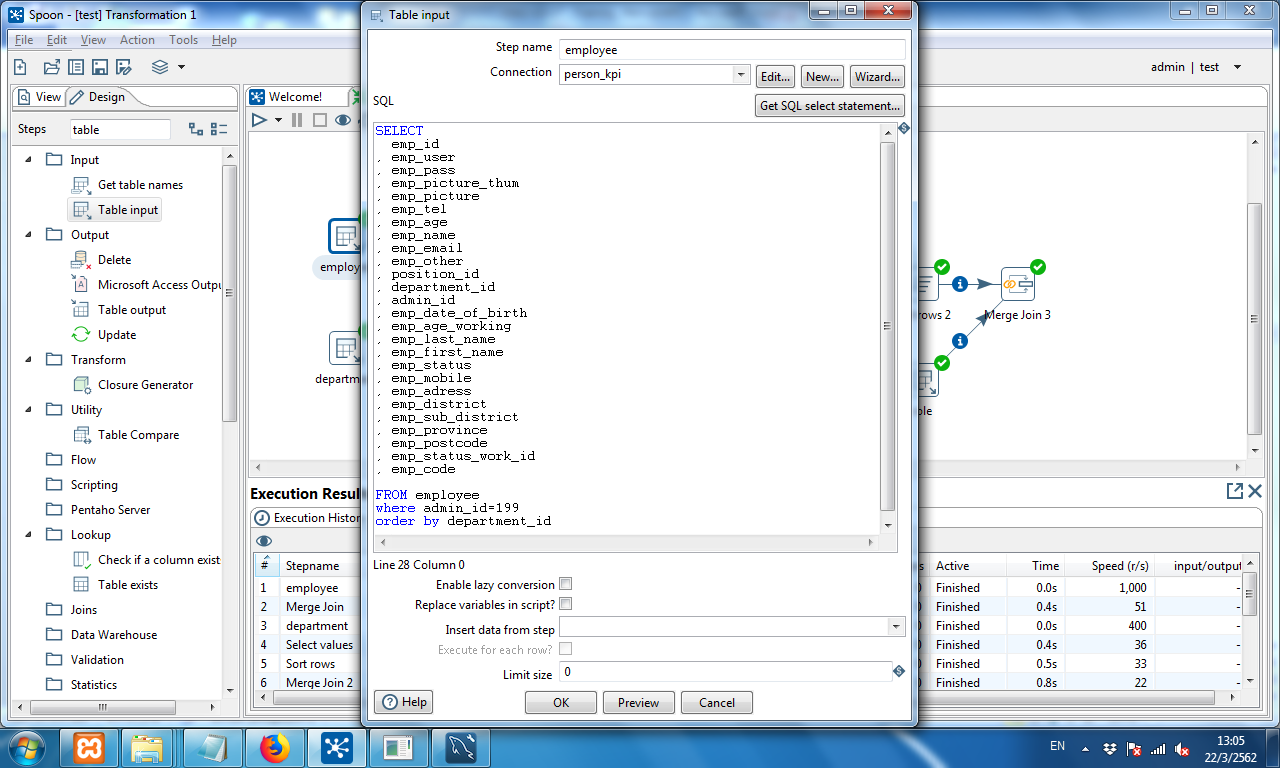 Spoon - [test] Transformation 1
File Edit View Action Tools Help
admin | test
View Design
Steps table
Input
Get table names
Table input
Output
Delete
Microsoft Access Outpu
Table output
Update
Transform
Closure Generator
Utility
Table Compare
Flow
Scripting
Pentaho Server
Lookup
Check if a column exist
Table exists
Joins
Data Warehouse
Validation
Statistics
Welcome!
employ
departm
rows 2
Merge Join 3
ble
Table input
Step name employee
Connection person_kpi Edit... New... Wizard...
SQL Get SQL select statement...
SELECT
emp_id
, emp_user
, emp_pass
, emp_picture_thum
, emp_picture
, emp_tel
, emp_age
, emp_name
, emp_email
, emp_other
, position_id
, department_id
, admin_id
, emp_date_of_birth
, emp_age_working
, emp_last_name
, emp_first_name
, emp_status
, emp_mobile
, emp_adress
, emp_district
, emp_sub_district
, emp_province
, emp_postcode
, emp_status_work_id
, emp_code
FROM employee
where admin_id=199
order by department_id
Line 28 Column 0
Enable lazy conversion
Replace variables in script?
Insert data from step
Execute for each row?
Limit size 0
Help OK Preview Cancel
Execution Resul
Execution Histor
# Stepname s Active Time Speed (r/s) input/output
1 employee 0 Finished 0.0s 1,000 -
2 Merge Join 0 Finished 0.4s 51 -
3 department 0 Finished 0.0s 400 -
4 Select values 0 Finished 0.4s 36 -
5 Sort rows 0 Finished 0.5s 33 -
6 Merge Join 2 0 Finished 0.8s 22 -
EN
13:05
22/3/2562